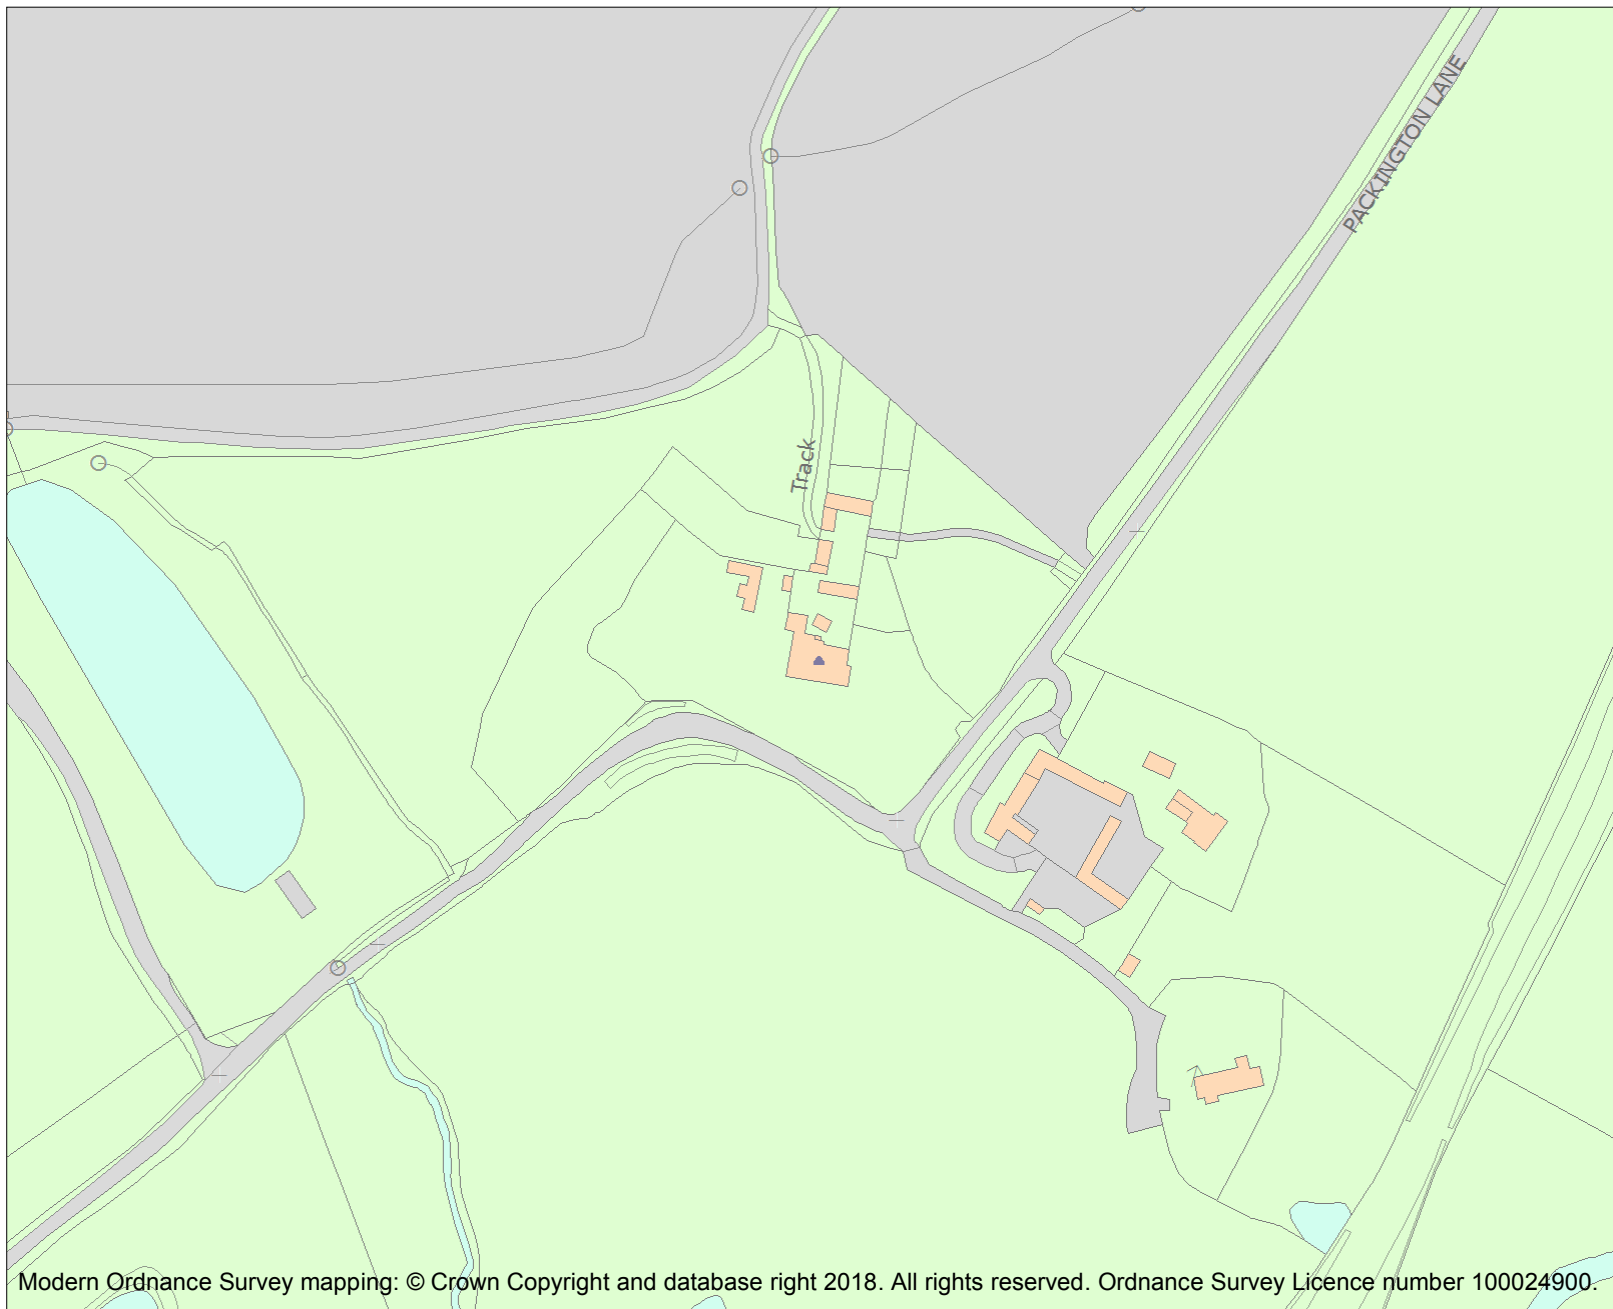 PACKINGTON LANE
Track
Modern Ordnance Survey mapping: © Crown Copyright and database right 2018. All rights reserved. Ordnance Survey Licence number 100024900.